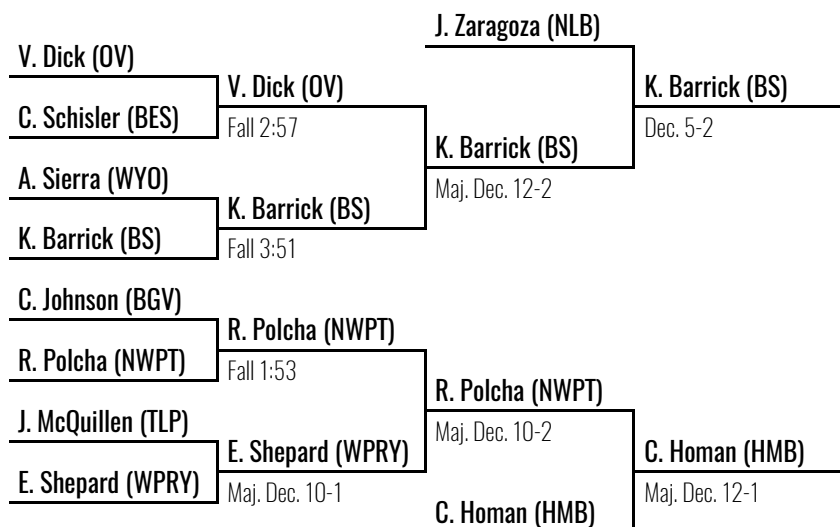 J. Zaragoza (NLB)
V. Dick (OV)
V. Dick (OV)
K. Barrick (BS)
C. Schisler (BES)
Fall 2:57
Dec. 5-2
K. Barrick (BS)
A. Sierra (WYO)
Maj. Dec. 12-2
K. Barrick (BS)
K. Barrick (BS)
Fall 3:51
C. Johnson (BGV)
R. Polcha (NWPT)
R. Polcha (NWPT)
Fall 1:53
R. Polcha (NWPT)
J. McQuillen (TLP)
Maj. Dec. 10-2
E. Shepard (WPRY)
C. Homan (HMB)
E. Shepard (WPRY)
Maj. Dec. 10-1
Maj. Dec. 12-1
C. Homan (HMB)